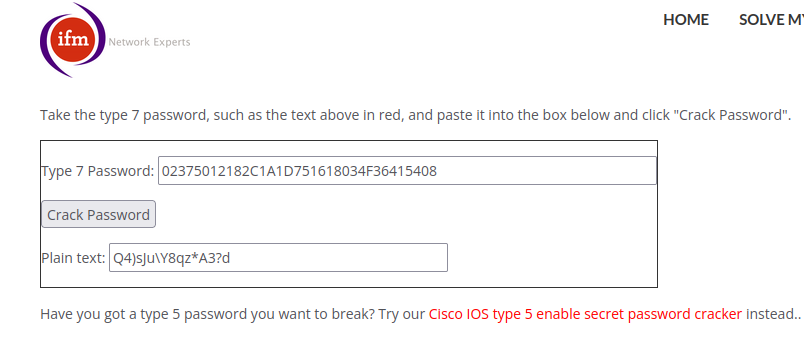 HOME SOLVE MY
ifm Network Experts
Take the type 7 password, such as the text above in red, and paste it into the box below and click "Crack Password".
Type 7 Password: 02375012182C1A1D751618034F36415408
Crack Password
Plain text: Q4)sJu\Y8qz*A3?d
Have you got a type 5 password you want to break? Try our Cisco IOS type 5 enable secret password cracker instead..